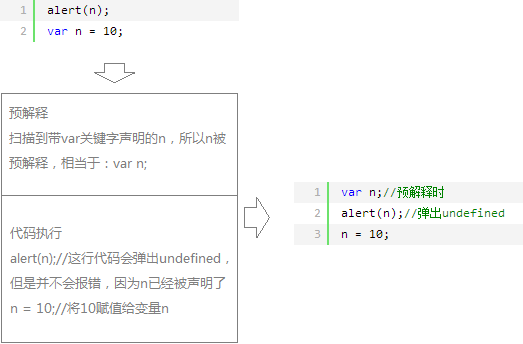 1 alert(n);
2 var n = 10;
预解释
扫描到带var关键字声明的n，所以n被
预解释，相当于：var n;
代码执行
alert(n);//这行代码会弹出undefined，
但是并不会报错，因为n已经被声明了
n = 10;//将10赋值给变量n
1 var n;//预解释时
2 alert(n);//弹出undefined
3 n = 10;